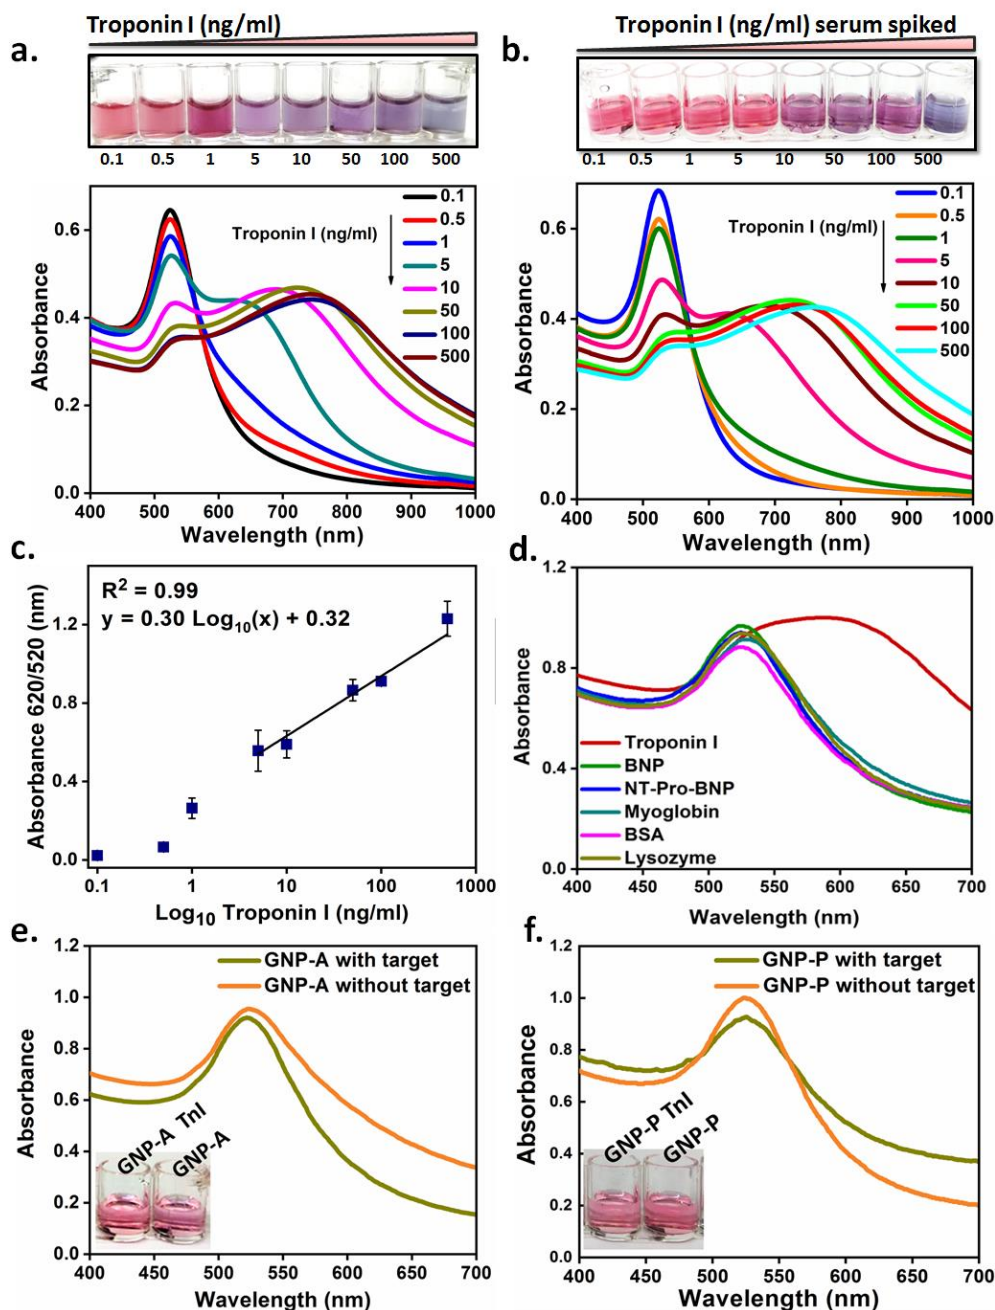 Troponin I (ng/ml)
a.
0.1 0.5 1 5 10 50 100 500
Troponin I (ng/ml)
0.1
0.5
1
5
10
50
100
500
Absorbance
0.6
0.4
0.2
0.0
400 500 600 700 800 900 1000
Wavelength (nm)
Troponin I (ng/ml) serum spiked
b.
0.1 0.5 1 5 10 50 100 500
Troponin I (ng/ml)
0.1
0.5
1
5
10
50
100
500
Absorbance
0.6
0.4
0.2
0.0
400 500 600 700 800 900 1000
Wavelength (nm)
c.
R² = 0.99
y = 0.30 Log₁₀(x) + 0.32
Absorbance 620/520 (nm)
1.2
0.8
0.4
0.0
0.1 1 10 100 1000
Log₁₀ Troponin I (ng/ml)
d.
Absorbance
1.2
0.8
0.4
0.0
Troponin I
BNP
NT-Pro-BNP
Myoglobin
BSA
Lysozyme
400 500 550 600 650 700
Wavelength (nm)
e.
GNP-A with target
GNP-A without target
Absorbance
1.2
1.0
0.8
0.6
0.4
0.2
0.0
GNP-A TnI
GNP-A
400 500 550 600 650 700
Wavelength (nm)
f.
GNP-P with target
GNP-P without target
Absorbance
1.2
1.0
0.8
0.6
0.4
0.2
0.0
GNP-P TnI
GNP-P
400 500 550 600 650 700
Wavelength (nm)